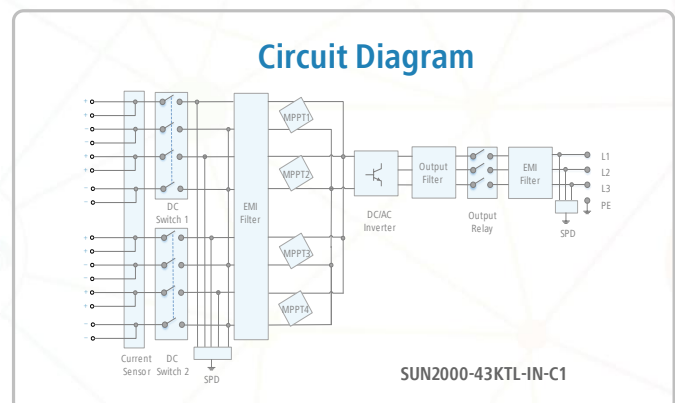 Circuit Diagram
+
+
−
−
+
+
−
−
+
+
−
−
+
+
−
−
DC
Switch 1
DC
Switch 2
Current
Sensor
SPD
EMI
Filter
MPPT1
MPPT2
MPPT3
MPPT4
DC/AC
Inverter
Output
Filter
Output
Relay
EMI
Filter
SPD
L1
L2
L3
PE
SUN2000-43KTL-IN-C1